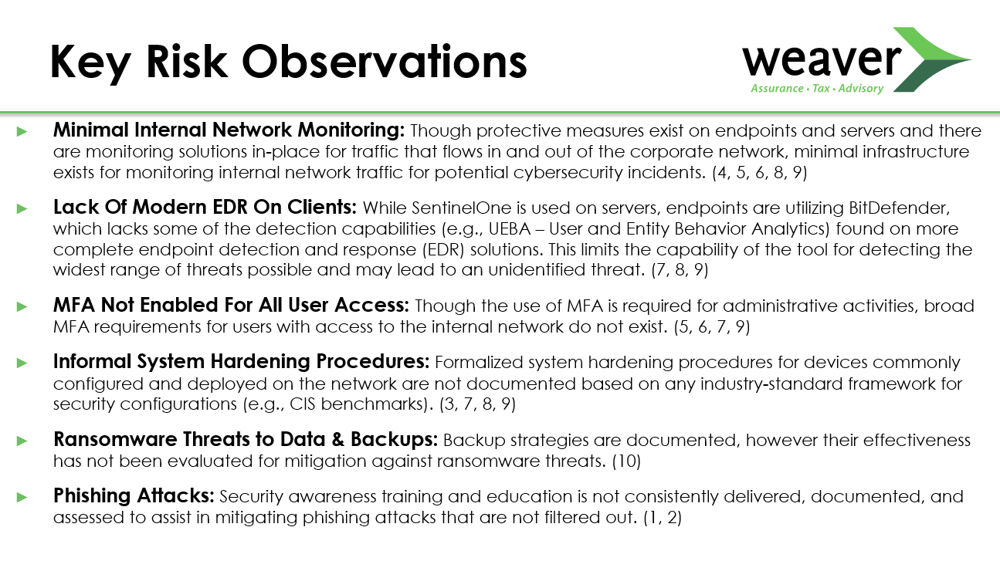 Key Risk Observations
weaver
Assurance • Tax • Advisory
► Minimal Internal Network Monitoring: Though protective measures exist on endpoints and servers and there
are monitoring solutions in-place for traffic that flows in and out of the corporate network, minimal infrastructure
exists for monitoring internal network traffic for potential cybersecurity incidents. (4, 5, 6, 8, 9)
► Lack Of Modern EDR On Clients: While SentinelOne is used on servers, endpoints are utilizing BitDefender,
which lacks some of the detection capabilities (e.g., UEBA – User and Entity Behavior Analytics) found on more
complete endpoint detection and response (EDR) solutions. This limits the capability of the tool for detecting the
widest range of threats possible and may lead to an unidentified threat. (7, 8, 9)
► MFA Not Enabled For All User Access: Though the use of MFA is required for administrative activities, broad
MFA requirements for users with access to the internal network do not exist. (5, 6, 7, 9)
► Informal System Hardening Procedures: Formalized system hardening procedures for devices commonly
configured and deployed on the network are not documented based on any industry-standard framework for
security configurations (e.g., CIS benchmarks). (3, 7, 8, 9)
► Ransomware Threats to Data & Backups: Backup strategies are documented, however their effectiveness
has not been evaluated for mitigation against ransomware threats. (10)
► Phishing Attacks: Security awareness training and education is not consistently delivered, documented, and
assessed to assist in mitigating phishing attacks that are not filtered out. (1, 2)